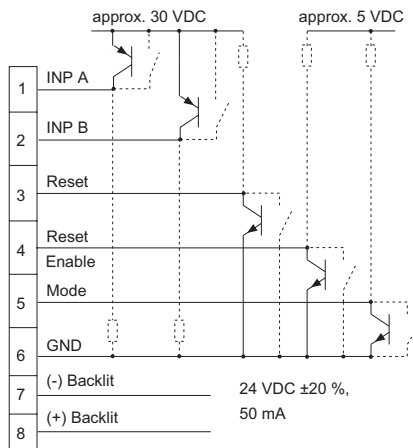 approx. 30 VDC
approx. 5 VDC
1 INP A
2 INP B
3 Reset
4 Reset
Enable
5 Mode
6 GND
7 (-) Backlit
8 (+) Backlit
24 VDC ±20 %,
50 mA